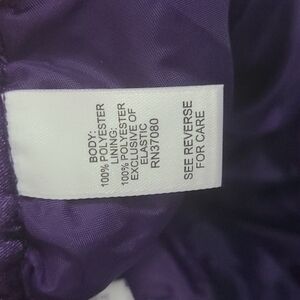 BODY:
100% POLYESTER
LINING:
100% POLYESTER
EXCLUSIVE OF
ELASTIC
RN37080
SEE REVERSE
FOR CARE